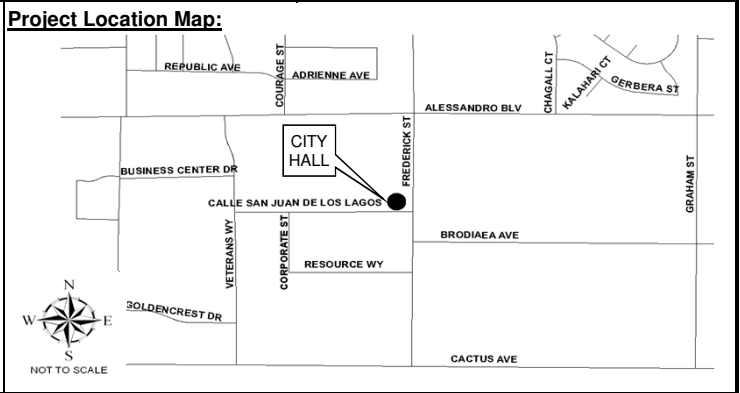 Project Location Map:
REPUBLIC AVE
COURAGE ST
ADRIENNE AVE
CHAGALL CT
KALAHARI CT
GERBERA ST
ALESSANDRO BLV
CITY
HALL
FREDERICK ST
BUSINESS CENTER DR
GRAHAM ST
CALLE SAN JUAN DE LOS LAGOS
VETERANS WY
CORPORATE ST
BRODIAEA AVE
RESOURCE WY
N
W
E
S
NOT TO SCALE
GOLDENCREST DR
CACTUS AVE